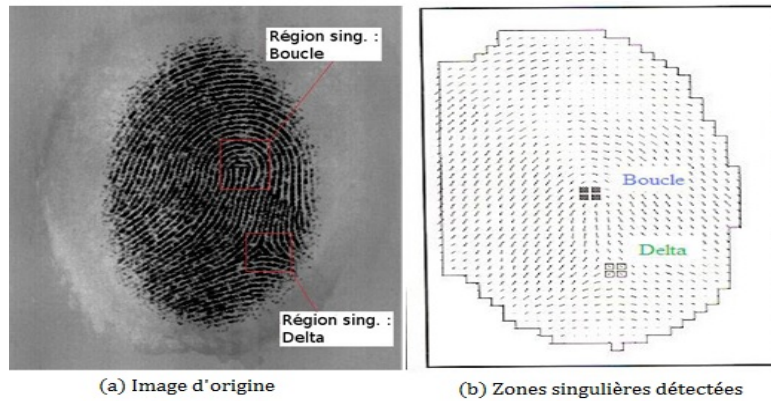 Région sing. :
Boucle
Région sing. :
Delta
Boucle
Delta
(a) Image d'origine
(b) Zones singulières détectées